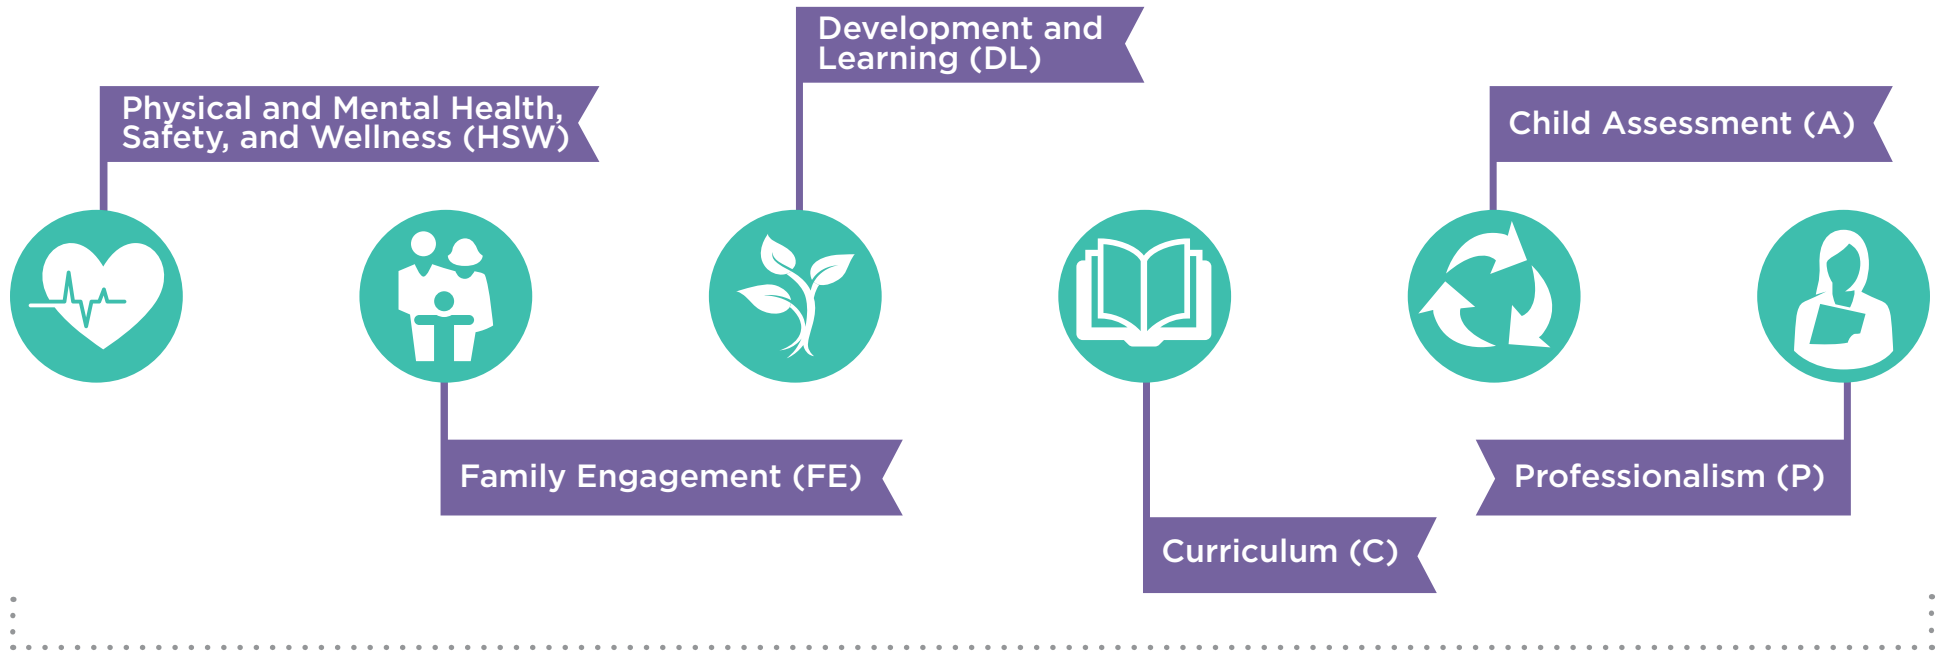 Development and
Learning (DL)
Physical and Mental Health,
Safety, and Wellness (HSW)
Child Assessment (A)
Family Engagement (FE)
Professionalism (P)
Curriculum (C)